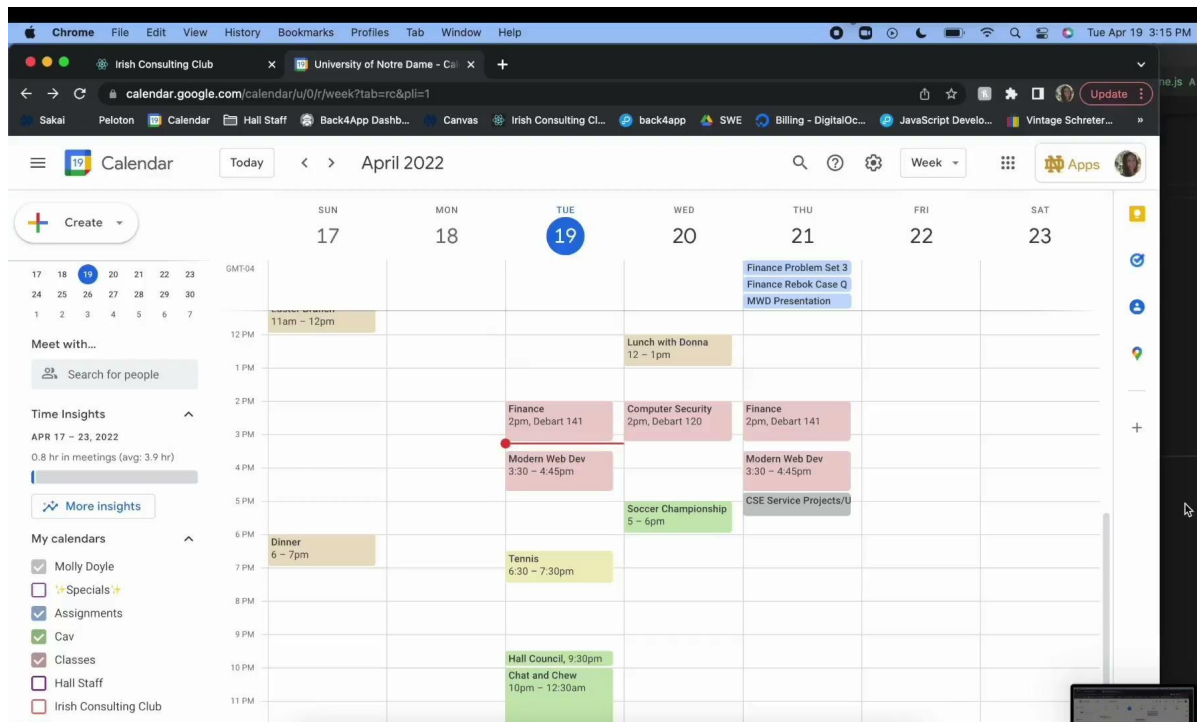 Chrome File Edit View History Bookmarks Profiles Tab Window Help Tue Apr 19 3:15 PM
Irish Consulting Club University of Notre Dame - Cal
calendar.google.com/calendar/u/0/r/week?tab=rc&pli=1 Update
Sakai Peloton Calendar Hall Staff Back4App Dashb... Canvas Irish Consulting Cl... back4app SWE Billing - DigitalOc... JavaScript Develo... Vintage Schreter... »
19 Calendar Today April 2022 Week ND Apps
Create
SUN MON TUE WED THU FRI SAT
17 18 19 20 21 22 23
GMT-04
17 18 19 20 21 22 23
24 25 26 27 28 29 30
1 2 3 4 5 6 7
Finance Problem Set 3
Finance Rebok Case Q
MWD Presentation
Meet with...
Search for people
Time Insights
APR 17 – 23, 2022
0.8 hr in meetings (avg: 3.9 hr)
More insights
My calendars
Molly Doyle
✨Specials✨
Assignments
Cav
Classes
Hall Staff
Irish Consulting Club
12 PM
1 PM
2 PM
3 PM
4 PM
5 PM
6 PM
7 PM
8 PM
9 PM
10 PM
11 PM
11am – 12pm
Dinner
6 – 7pm
Finance
2pm, Debart 141
Modern Web Dev
3:30 – 4:45pm
Tennis
6:30 – 7:30pm
Hall Council, 9:30pm
Chat and Chew
10pm – 12:30am
Lunch with Donna
12 – 1pm
Computer Security
2pm, Debart 120
Soccer Championship
5 – 6pm
Finance
2pm, Debart 141
Modern Web Dev
3:30 – 4:45pm
CSE Service Projects/U